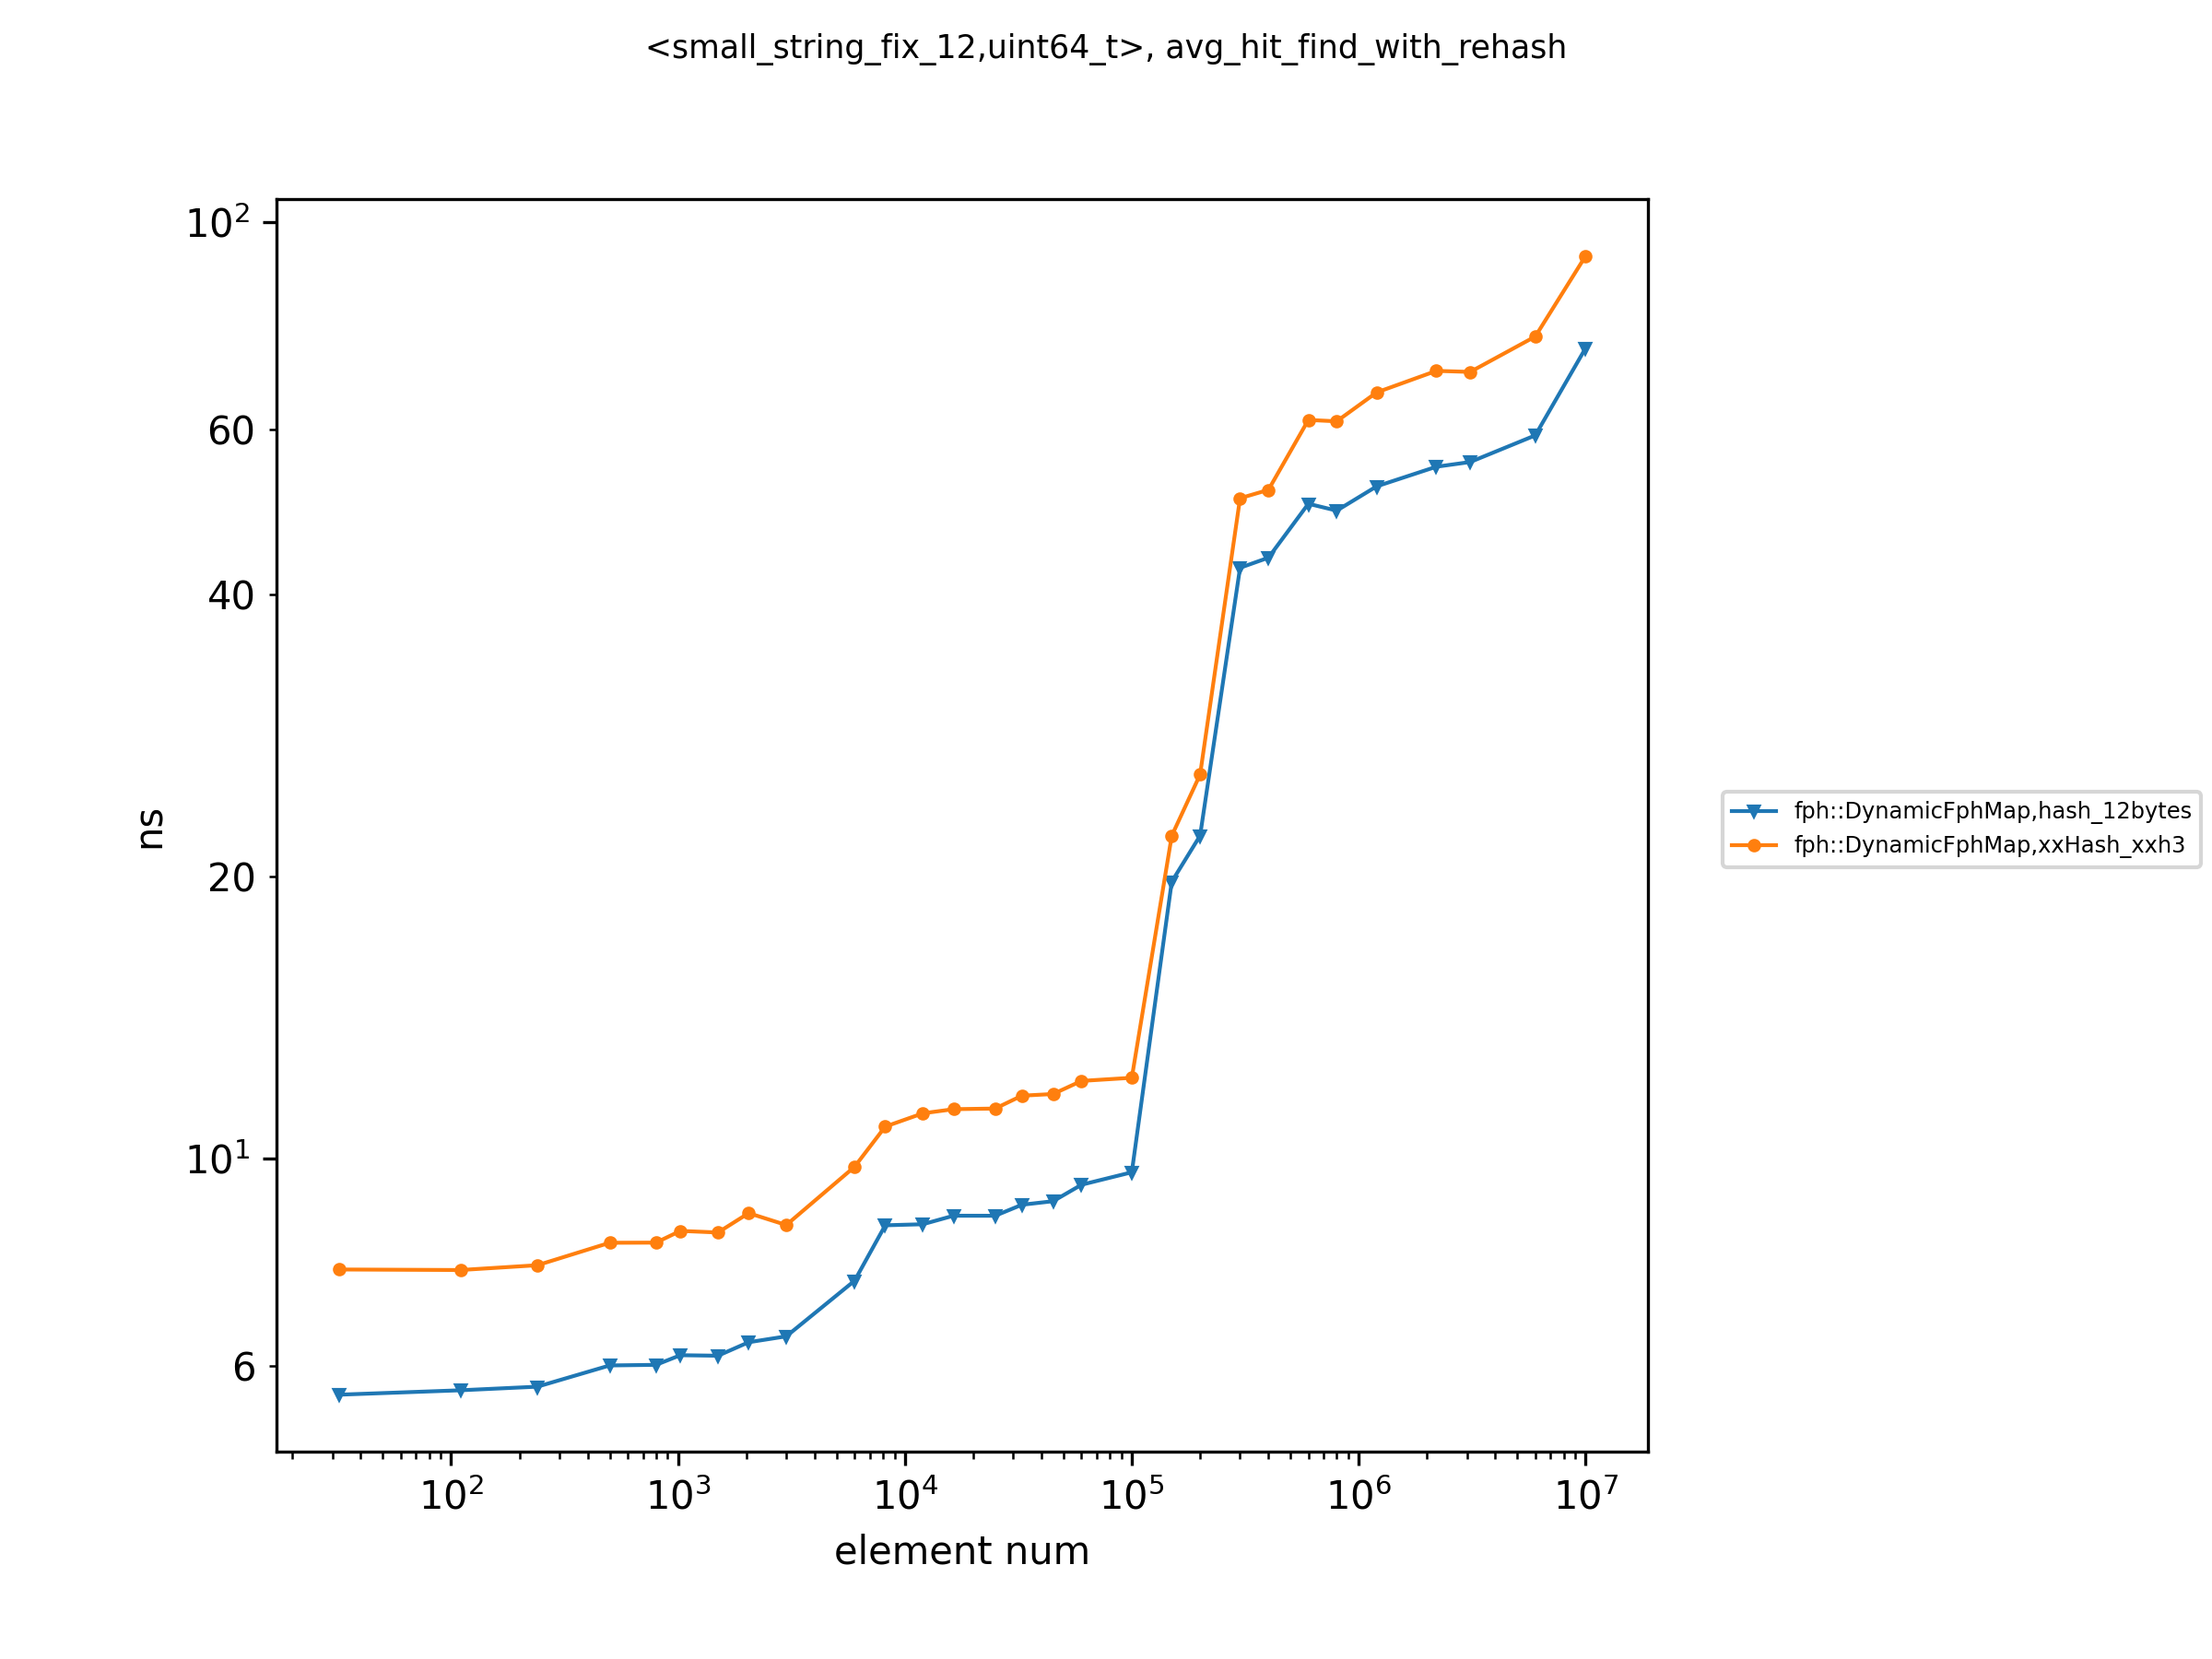 <small_string_fix_12,uint64_t>, avg_hit_find_with_rehash
10²
60
40
20
10¹
6
ns
10² 10³ 10⁴ 10⁵ 10⁶ 10⁷
element num
fph::DynamicFphMap,hash_12bytes
fph::DynamicFphMap,xxHash_xxh3